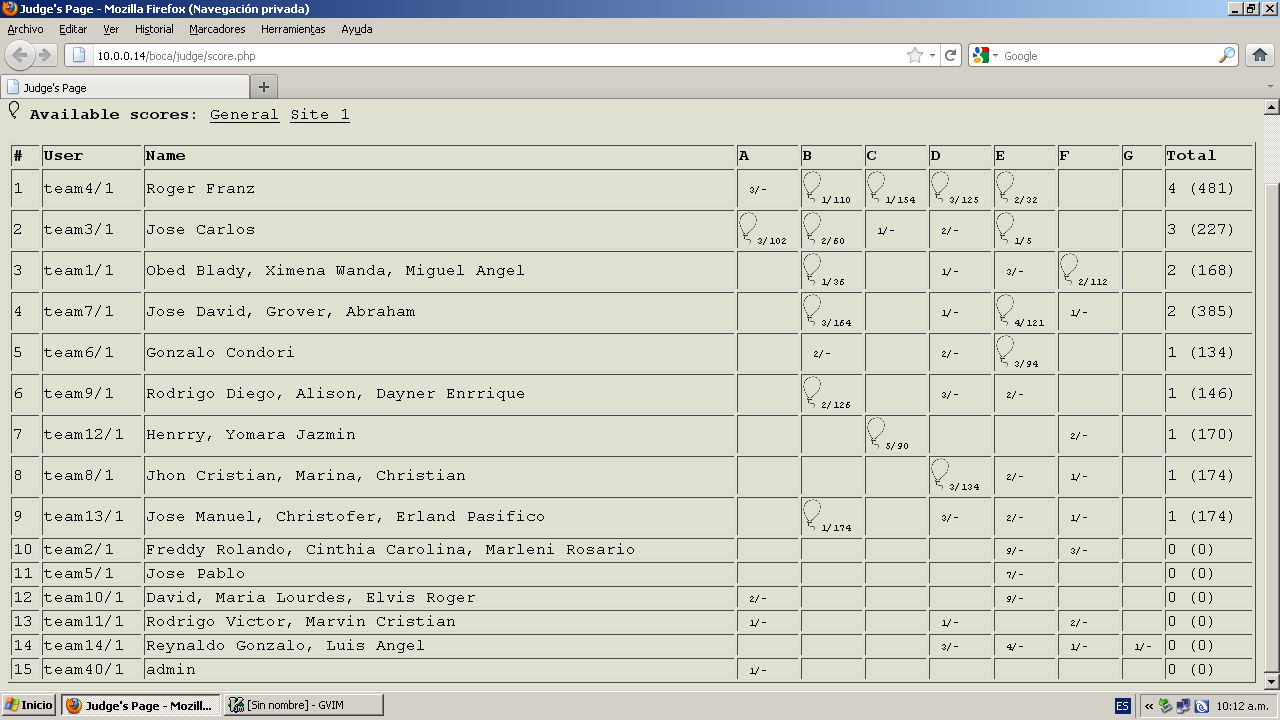 Judge's Page - Mozilla Firefox (Navegación privada)
Archivo Editar Ver Historial Marcadores Herramientas Ayuda
10.0.0.14/boca/judge/score.php Google
Judge's Page
Available scores: General Site 1
# User Name A B C D E F G Total
1 team4/1 Roger Franz 3/- 1/110 1/154 3/125 2/32 4 (481)
2 team3/1 Jose Carlos 3/102 2/60 1/- 2/- 1/5 3 (227)
3 team1/1 Obed Blady, Ximena Wanda, Miguel Angel 1/36 1/- 3/- 2/112 2 (168)
4 team7/1 Jose David, Grover, Abraham 3/164 1/- 4/121 1/- 2 (385)
5 team6/1 Gonzalo Condori 2/- 2/- 3/94 1 (134)
6 team9/1 Rodrigo Diego, Alison, Dayner Enrrique 2/126 3/- 2/- 1 (146)
7 team12/1 Henrry, Yomara Jazmin 5/90 2/- 1 (170)
8 team8/1 Jhon Cristian, Marina, Christian 3/134 2/- 1/- 1 (174)
9 team13/1 Jose Manuel, Christofer, Erland Pasifico 1/174 3/- 2/- 1/- 1 (174)
10 team2/1 Freddy Rolando, Cinthia Carolina, Marleni Rosario 9/- 3/- 0 (0)
11 team5/1 Jose Pablo 7/- 0 (0)
12 team10/1 David, Maria Lourdes, Elvis Roger 2/- 9/- 0 (0)
13 team11/1 Rodrigo Victor, Marvin Cristian 1/- 1/- 2/- 0 (0)
14 team14/1 Reynaldo Gonzalo, Luis Angel 3/- 4/- 1/- 1/- 0 (0)
15 team40/1 admin 1/- 0 (0)
Inicio Judge's Page - Mozill... [Sin nombre] - GVIM ES « 10:12 a.m.